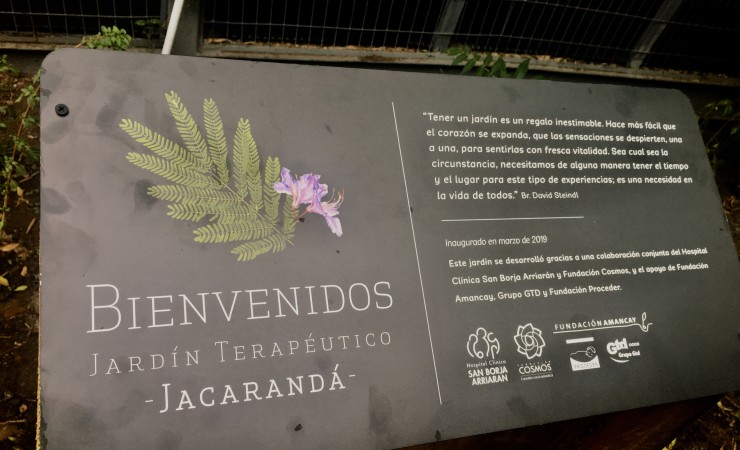 BIENVENIDOS
JARDÍN TERAPÉUTICO
-JACARANDÁ-
“Tener un jardín es un regalo inestimable. Hace más fácil que
el corazón se expanda, que las sensaciones se despierten, una
a una, para sentirlas con fresca vitalidad. Sea cual sea la
circunstancia, necesitamos de alguna manera tener el tiempo
y el lugar para este tipo de experiencias; es una necesidad en
la vida de todos.” Br. David Steindl
Inaugurado en marzo de 2019
Este jardín se desarrolló gracias a una colaboración conjunta del Hospital
Clínica San Borja Arriarán y Fundación Cosmos, y el apoyo de Fundación
Amancay, Grupo GTD y Fundación Proceder.
Hospital Clínico
SAN BORJA
ARRIARAN
COSMOS
FUNDACIÓN AMANCAY
Gtd
Grupo Gtd